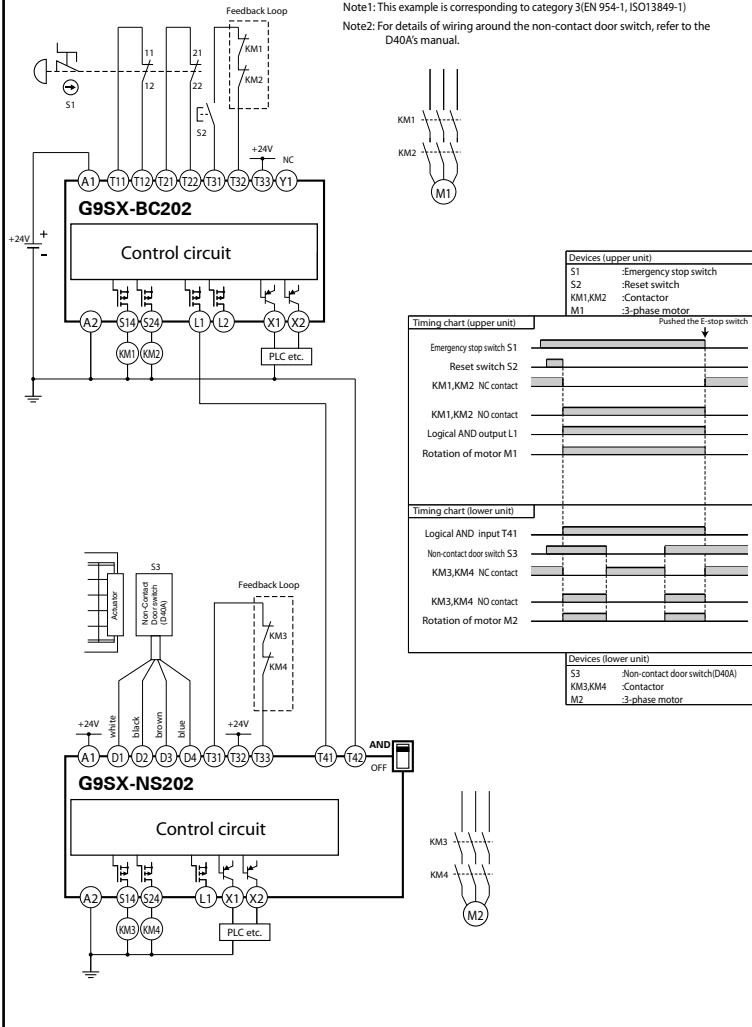 Note1: This example is corresponding to category 3(EN 954-1, ISO13849-1)
Note2: For details of wiring around the non-contact door switch, refer to the
D40A's manual.
Feedback Loop
KM1
KM2
11
21
12
22
S1
S2
+24V
NC
KM1
KM2
M1
A1
T11
T12
T21
T22
T31
T32
T33
Y1
G9SX-BC202
+24V
+
-
Control circuit
A2
S14
S24
L1
L2
X1
X2
KM1
KM2
PLC etc.
Devices (upper unit)
S1 :Emergency stop switch
S2 :Reset switch
KM1,KM2 :Contactor
M1 :3-phase motor
Timing chart (upper unit)
Pushed the E-stop switch
Emergency stop switch S1
Reset switch S2
KM1,KM2 NC contact
KM1,KM2 NO contact
Logical AND output L1
Rotation of motor M1
Timing chart (lower unit)
Logical AND input T41
Non-contact door switch S3
KM3,KM4 NC contact
KM3,KM4 NO contact
Rotation of motor M2
Devices (lower unit)
S3 :Non-contact door switch(D40A)
KM3,KM4 :Contactor
M2 :3-phase motor
S3
Actuator
Non-Contact
Door switch
(D40A)
Feedback Loop
KM3
KM4
white
black
brown
blue
+24V
+24V
A1
D1
D2
D3
D4
T31
T32
T33
T41
T42
AND
OFF
G9SX-NS202
Control circuit
A2
S14
S24
L1
X1
X2
KM3
KM4
PLC etc.
KM3
KM4
M2